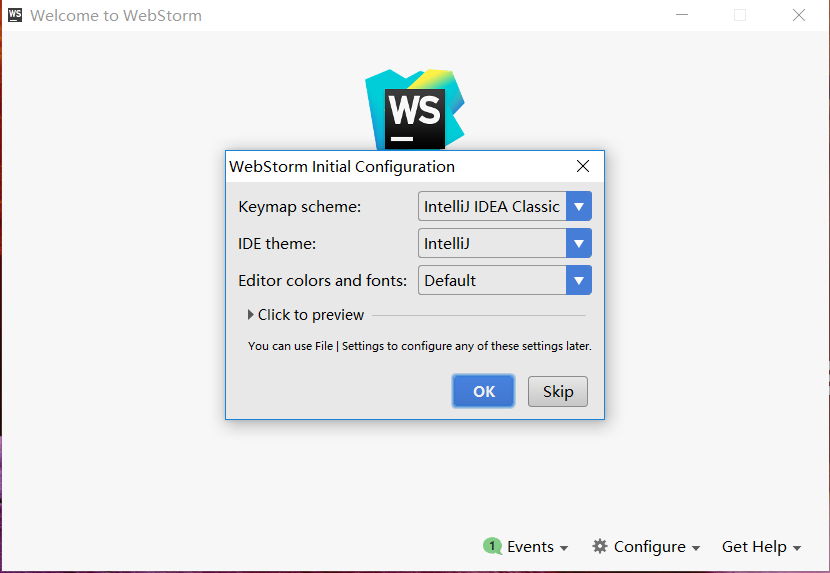 WS Welcome to WebStorm
WS
WebStorm Initial Configuration
Keymap scheme: IntelliJ IDEA Classic
IDE theme: IntelliJ
Editor colors and fonts: Default
Click to preview
You can use File | Settings to configure any of these settings later.
OK Skip
1 Events Configure Get Help